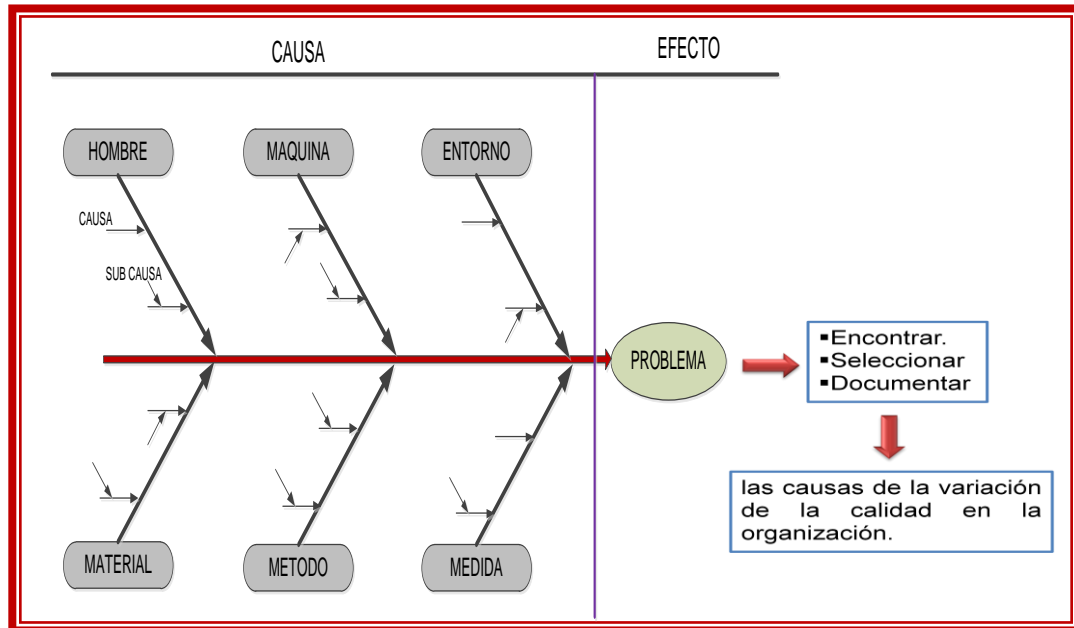 CAUSA
EFECTO
HOMBRE
MAQUINA
ENTORNO
CAUSA
SUB CAUSA
PROBLEMA
▪Encontrar.
▪Seleccionar
▪Documentar
las causas de la variación
de la calidad en la
organización.
MATERIAL
METODO
MEDIDA